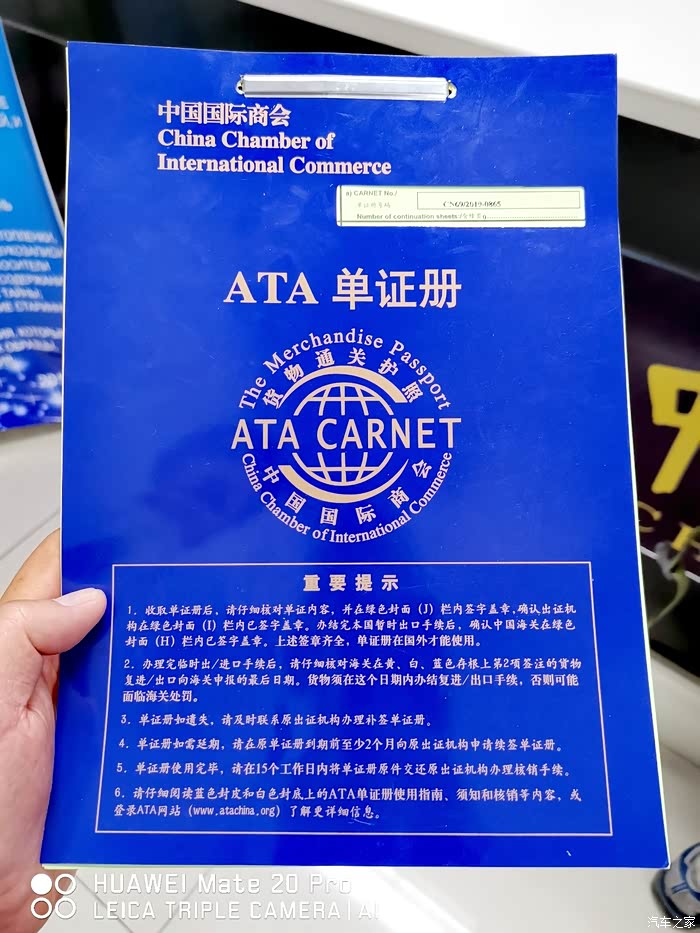 中国国际商会
China Chamber of
International Commerce
a) CARNET No./
单证册号码
CN69/2019-0865
Number of continuation sheets:/合续页 0
ATA 单证册
The Merchandise Passport
货物通关护照
ATA CARNET
中国国际商会
China Chamber of International Commerce
重要提示
1. 收取单证册后，请仔细核对单证内容，并在绿色封面（J）栏内签字盖章，确认出证机
构在绿色封面（I）栏内已签字盖章。办结完本国暂时出口手续后，确认中国海关在绿色
封面（H）栏内已签字盖章。上述签章齐全，单证册在国外才能使用。
2. 办理完临时出/进口手续后，请仔细核对海关在黄、白、蓝色存根上第2项签注的货物
复进/出口向海关申报的最后日期。货物须在这个日期内办结复进/出口手续，否则可能
面临海关处罚。
3. 单证册如遗失，请及时联系原出证机构办理补签单证册。
4. 单证册如需延期，请在原单证册到期前至少2个月向原出证机构申请续签单证册。
5. 单证册使用完毕，请在15个工作日内将单证册原件交还原出证机构办理核销手续。
6. 请仔细阅读蓝色封皮和白色封底上的ATA单证册使用指南、须知和核销等内容，或
登录ATA网站（www.atachina.org）了解更详细信息。
HUAWEI Mate 20 Pro
LEICA TRIPLE CAMERA | AI
汽车之家